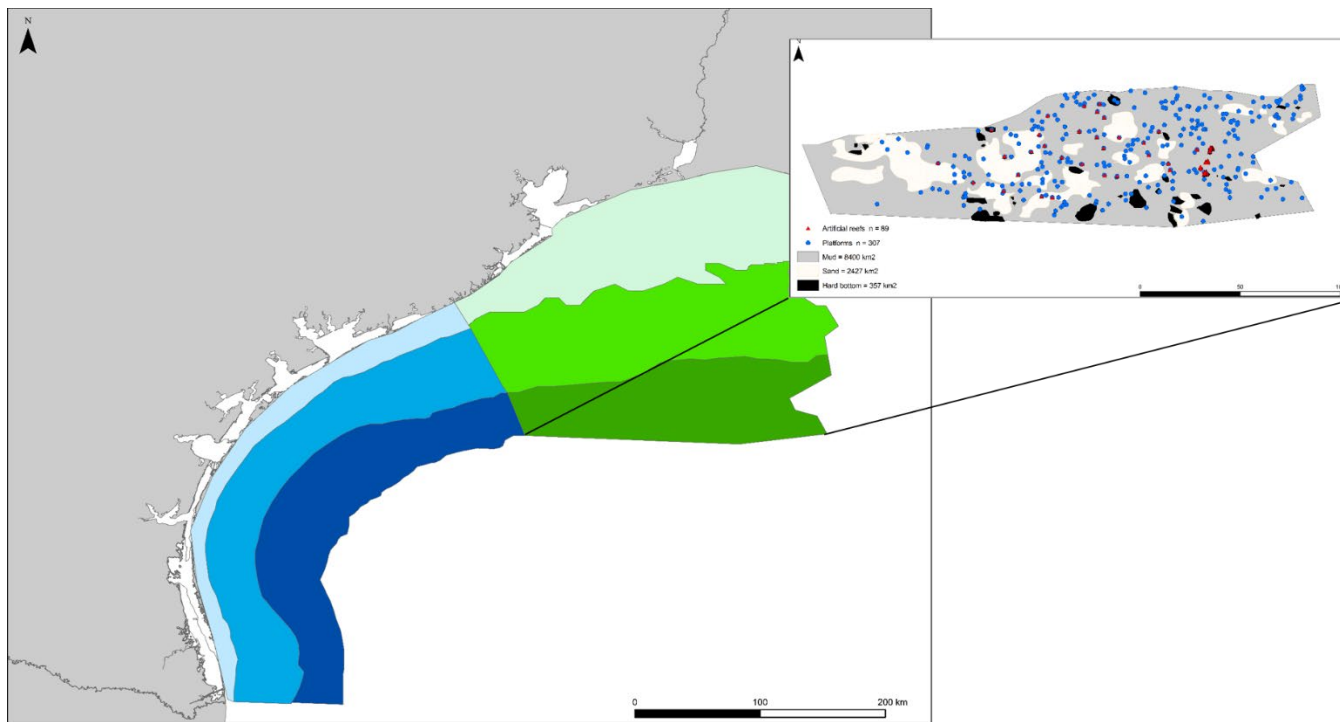 N
N
Artificial reefs n = 89
Platforms n = 307
Mud = 8400 km2
Sand = 2427 km2
Hard bottom = 357 km2
0 50
0 100 200 km